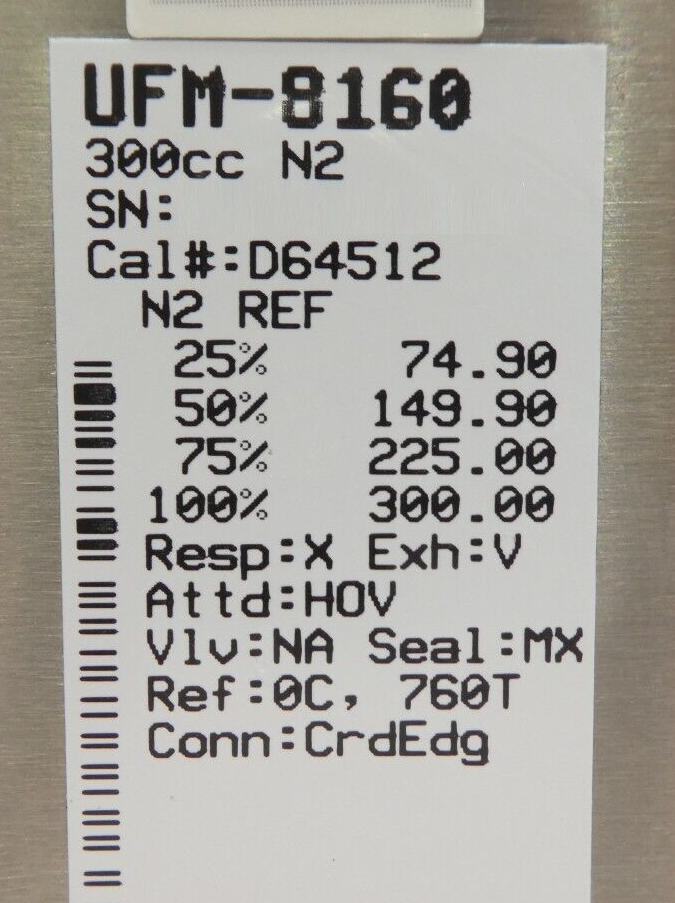 UFM-8160
300cc N2
SN:
Cal#:D64512
N2 REF
25% 74.90
50% 149.90
75% 225.00
100% 300.00
Resp:X Exh:V
Attd:HOV
Vlv:NA Seal:MX
Ref:0C, 760T
Conn:CrdEdg